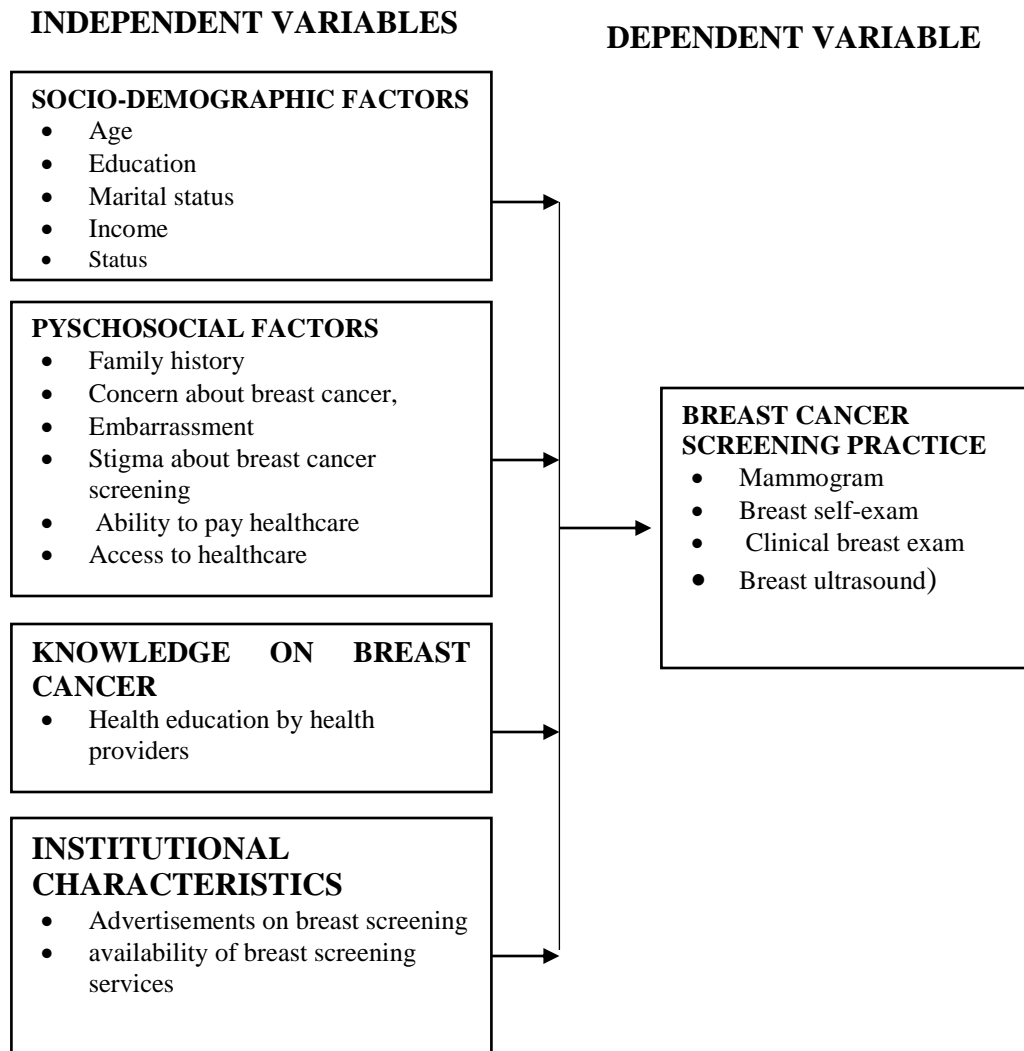 INDEPENDENT VARIABLES
DEPENDENT VARIABLE
SOCIO-DEMOGRAPHIC FACTORS
• Age
• Education
• Marital status
• Income
• Status
PYSCHOSOCIAL FACTORS
• Family history
• Concern about breast cancer,
• Embarrassment
• Stigma about breast cancer
screening
• Ability to pay healthcare
• Access to healthcare
KNOWLEDGE ON BREAST
CANCER
• Health education by health
providers
INSTITUTIONAL
CHARACTERISTICS
• Advertisements on breast screening
• availability of breast screening
services
BREAST CANCER
SCREENING PRACTICE
• Mammogram
• Breast self-exam
• Clinical breast exam
• Breast ultrasound)